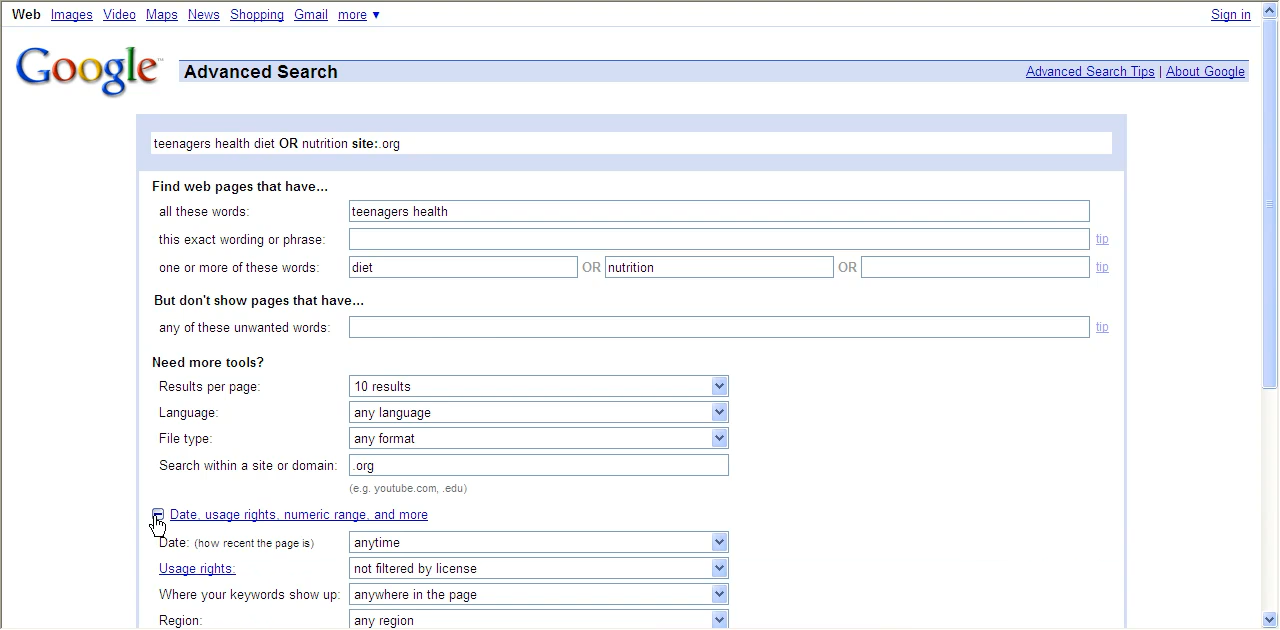 Web Images Video Maps News Shopping Gmail more ▼ Sign in
Google™ Advanced Search Advanced Search Tips | About Google
teenagers health diet OR nutrition site:.org
Find web pages that have...
all these words: teenagers health
this exact wording or phrase: tip
one or more of these words: diet OR nutrition OR tip
But don't show pages that have...
any of these unwanted words: tip
Need more tools?
Results per page: 10 results
Language: any language
File type: any format
Search within a site or domain: .org
(e.g. youtube.com, .edu)
Date, usage rights, numeric range, and more
Date: (how recent the page is) anytime
Usage rights: not filtered by license
Where your keywords show up: anywhere in the page
Region: any region